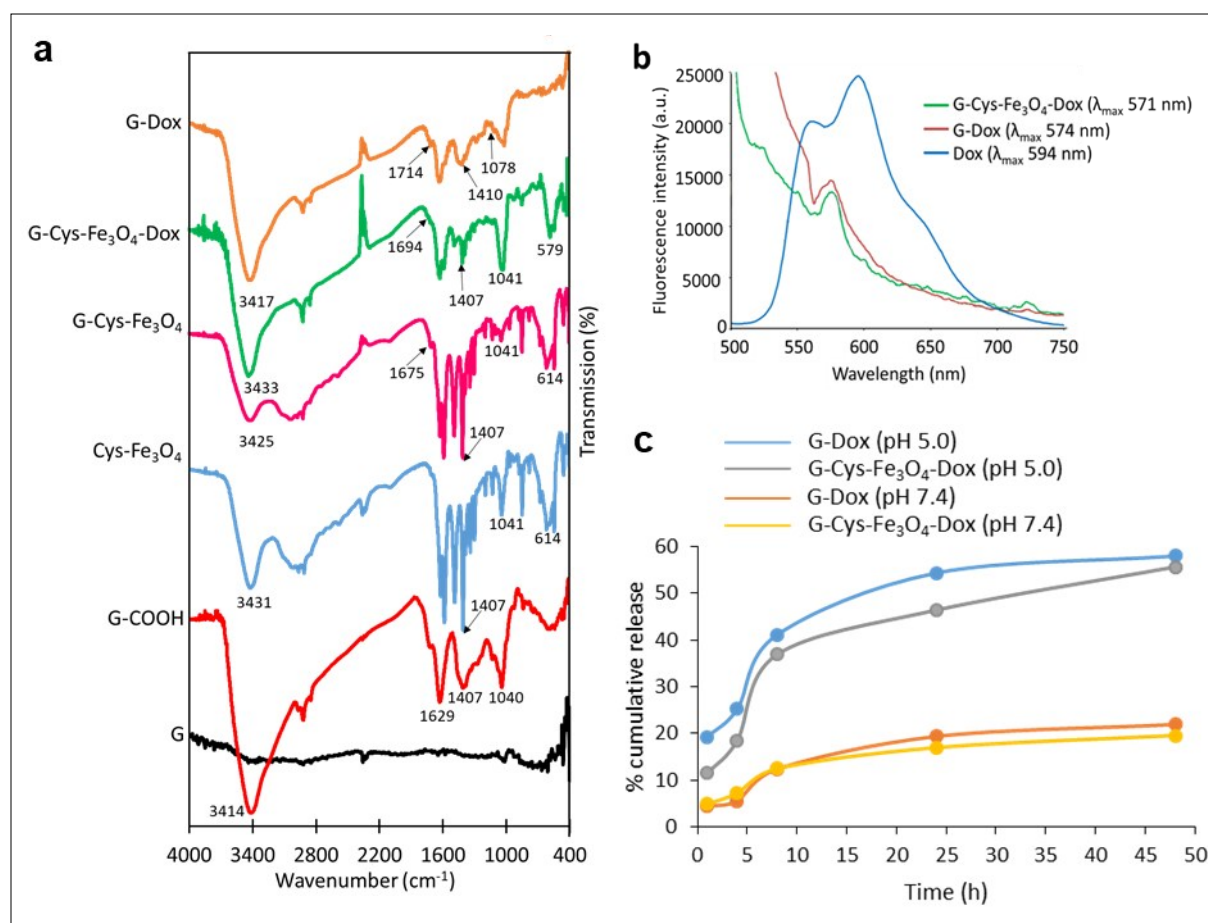 a
G-Dox
1714
1410
1078
G-Cys-Fe₃O₄-Dox
3417
1694
1407
1041
579
G-Cys-Fe₃O₄
3433
1675
1041
614
3425
1407
Cys-Fe₃O₄
1041
614
3431
1407
G-COOH
1629
1407
1040
G
3414
4000 3400 2800 2200 1600 1000 400
Wavenumber (cm⁻¹)
Transmission (%)
b
25000
20000
15000
10000
5000
0
Fluorescence intensity (a.u.)
G-Cys-Fe₃O₄-Dox (λmax 571 nm)
G-Dox (λmax 574 nm)
Dox (λmax 594 nm)
500 550 600 650 700 750
Wavelength (nm)
c
G-Dox (pH 5.0)
G-Cys-Fe₃O₄-Dox (pH 5.0)
G-Dox (pH 7.4)
G-Cys-Fe₃O₄-Dox (pH 7.4)
60
50
40
30
20
10
0
% cumulative release
0 5 10 15 20 25 30 35 40 45 50
Time (h)